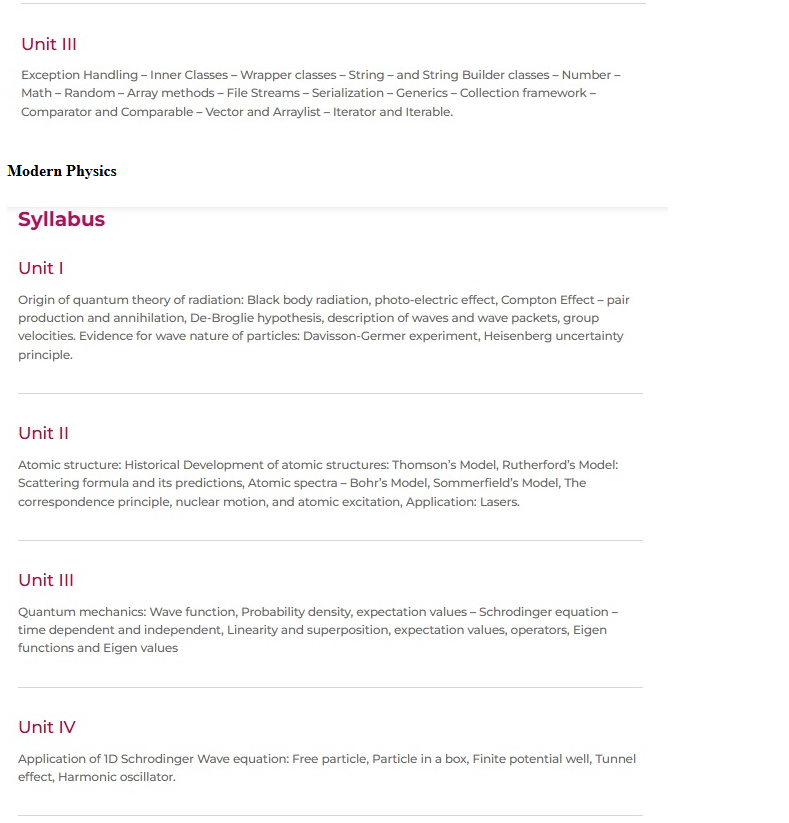 Unit III
Exception Handling – Inner Classes – Wrapper classes – String – and String Builder classes – Number –
Math – Random – Array methods – File Streams – Serialization – Generics – Collection framework –
Comparator and Comparable – Vector and Arraylist – Iterator and Iterable.
Modern Physics
Syllabus
Unit I
Origin of quantum theory of radiation: Black body radiation, photo-electric effect, Compton Effect – pair
production and annihilation, De-Broglie hypothesis, description of waves and wave packets, group
velocities. Evidence for wave nature of particles: Davisson-Germer experiment, Heisenberg uncertainty
principle.
Unit II
Atomic structure: Historical Development of atomic structures: Thomson’s Model, Rutherford’s Model:
Scattering formula and its predictions, Atomic spectra – Bohr’s Model, Sommerfield’s Model, The
correspondence principle, nuclear motion, and atomic excitation, Application: Lasers.
Unit III
Quantum mechanics: Wave function, Probability density, expectation values – Schrodinger equation –
time dependent and independent, Linearity and superposition, expectation values, operators, Eigen
functions and Eigen values
Unit IV
Application of 1D Schrodinger Wave equation: Free particle, Particle in a box, Finite potential well, Tunnel
effect, Harmonic oscillator.